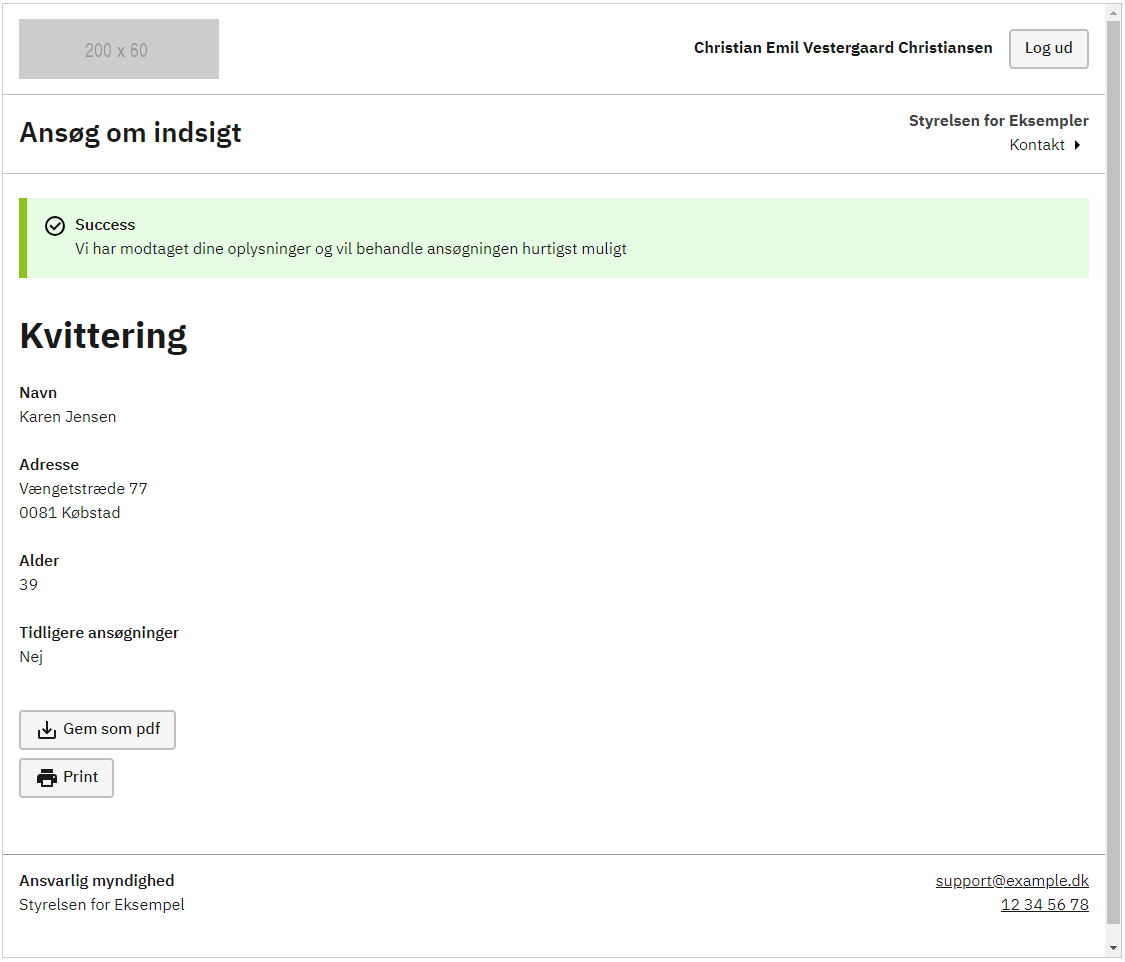 200 x 60
Christian Emil Vestergaard Christiansen
Log ud
Ansøg om indsigt
Styrelsen for Eksempler
Kontakt
Success
Vi har modtaget dine oplysninger og vil behandle ansøgningen hurtigst muligt
Kvittering
Navn
Karen Jensen
Adresse
Vængetstræde 77
0081 Købstad
Alder
39
Tidligere ansøgninger
Nej
Gem som pdf
Print
Ansvarlig myndighed
Styrelsen for Eksempel
support@example.dk
12 34 56 78